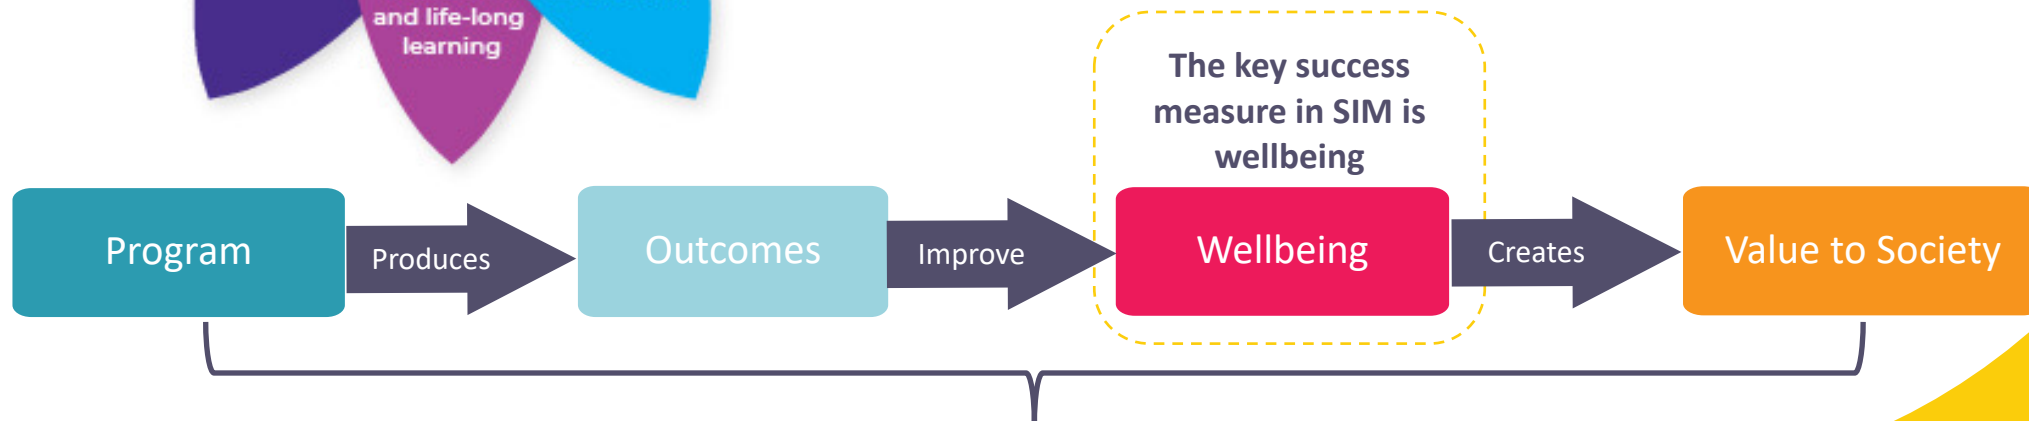 and life-long
learning
The key success
measure in SIM is
wellbeing
Program
Produces
Outcomes
Improve
Wellbeing
Creates
Value to Society